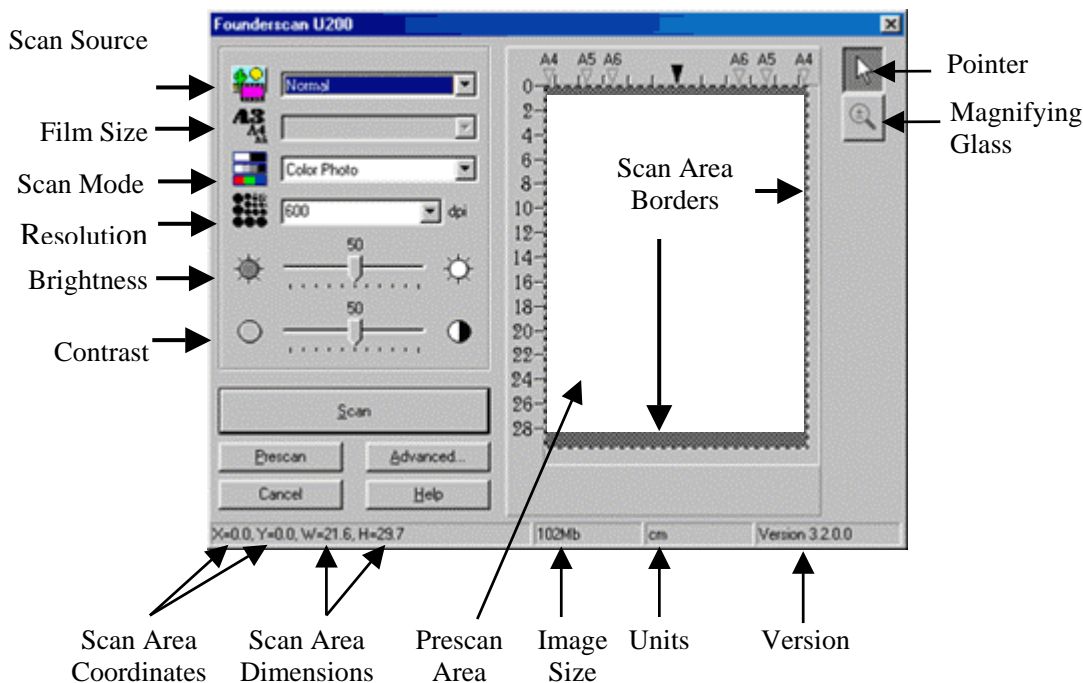 Founderscan U200
Scan Source
Normal
Film Size
A3
A4
A5
Scan Mode
Color Photo
Resolution
600 dpi
Brightness
50
Contrast
50
Scan
Prescan Advanced...
Cancel Help
A4 A5 A6 A6 A5 A4
0
2
4
6
8
10
12
14
16
18
20
22
24
26
28
Scan Area
Borders
Pointer
Magnifying
Glass
X=0.0, Y=0.0, W=21.6, H=29.7 102Mb cm Version 3.2.0.0
Scan Area
Coordinates
Scan Area
Dimensions
Prescan
Area
Image
Size
Units
Version